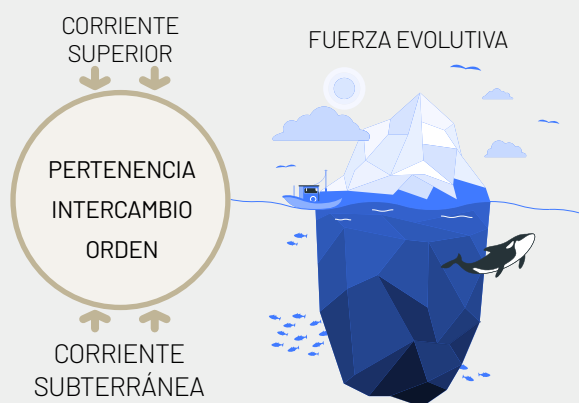 CORRIENTE
SUPERIOR
FUERZA EVOLUTIVA
PERTENENCIA
INTERCAMBIO
ORDEN
CORRIENTE
SUBTERRÁNEA